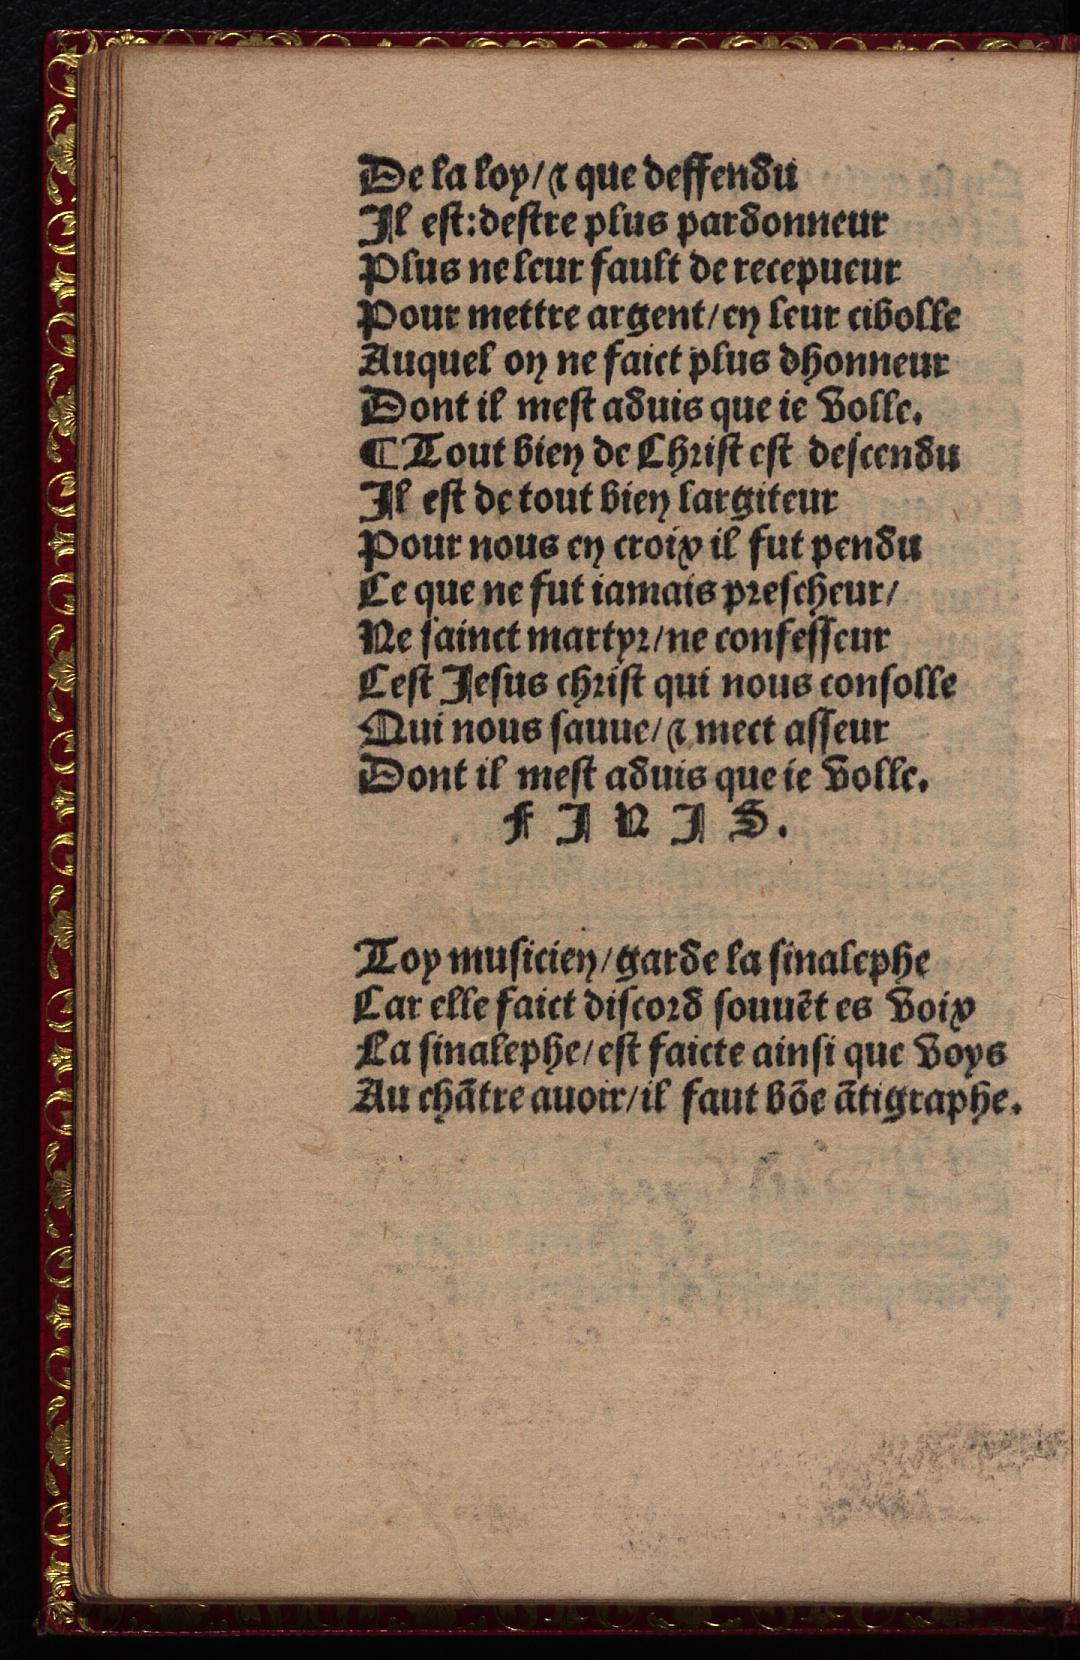 De la loy/⁊ que deffendu
Il est:destre plus pardonneur
Plus ne leur fault de recepueur
Pour mettre argent/en leur cibolle
Auquel on ne faict plus dhonneur
Dont il mest aduis que ie volle.
¶Tout bien de Christ est descendu
Il est de tout bien largiteur
Pour nous en croix il fut pendu
Ce que ne fut iamais prescheur/
Ne sainct martyr/ne confesseur
Cest Jesus christ qui nous consolle
Qui nous sauue/⁊ mect asseur
Dont il mest aduis que ie volle.
F I N I S.
Toy musicien/garde la sinalephe
Car elle faict discord souuēt es voix
La sinalephe/est faicte ainsi que voys
Au chātre auoir/il faut bōe ātigraphe.